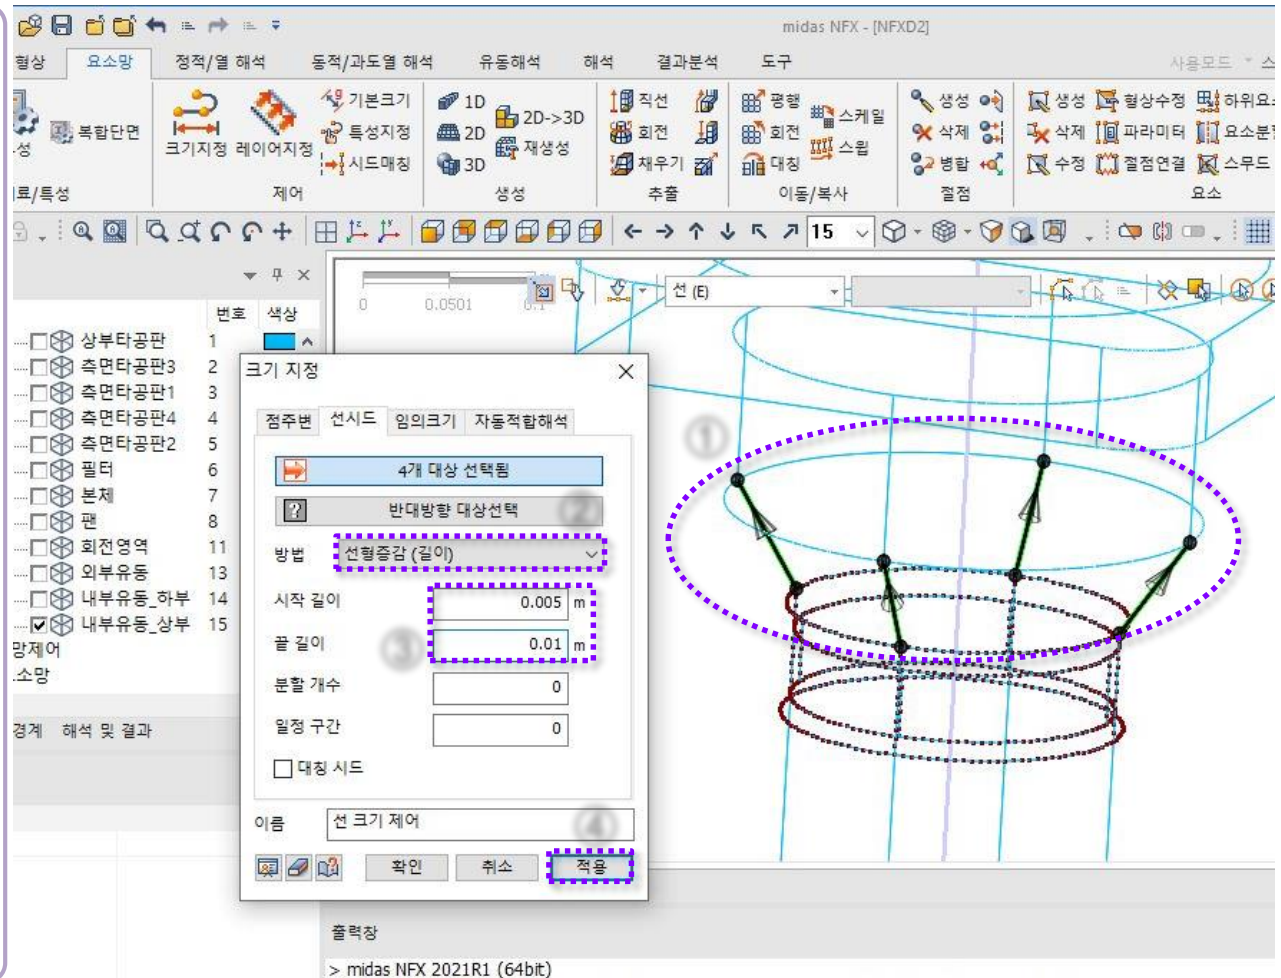 midas NFX - [NFXD2]
형상 요소망 정적/열 해석 동적/과도열 해석 유동해석 해석 결과분석 도구 사용모드 스
복합단면 크기지정 레이어지정 기본크기 특성지정 시드매칭
1D 2D 3D 2D->3D 재생성
직선 회전 채우기
평행 회전 대칭 스케일 스윕
생성 삭제 병합
생성 삭제 수정 형상수정 파라미터 절점연결 하위요소 요소분할 스무드
료/특성 제어 생성 추출 이동/복사 절점 요소
15
선 (E)
0 0.0501 0.1
번호 색상
상부타공판 1
측면타공판3 2
측면타공판1 3
측면타공판4 4
측면타공판2 5
필터 6
본체 7
팬 8
회전영역 11
외부유동 13
내부유동_하부 14
내부유동_상부 15
망제어
소망
경계 해석 및 결과
크기 지정
점주변 선시드 임의크기 자동적합해석
4개 대상 선택됨
반대방향 대상선택
방법 선형증감 (길이)
시작 길이 0.005 m
끝 길이 0.01 m
분할 개수 0
일정 구간 0
대칭 시드
이름 선 크기 제어
확인 취소 적용
①
②
③
④
출력창
> midas NFX 2021R1 (64bit)